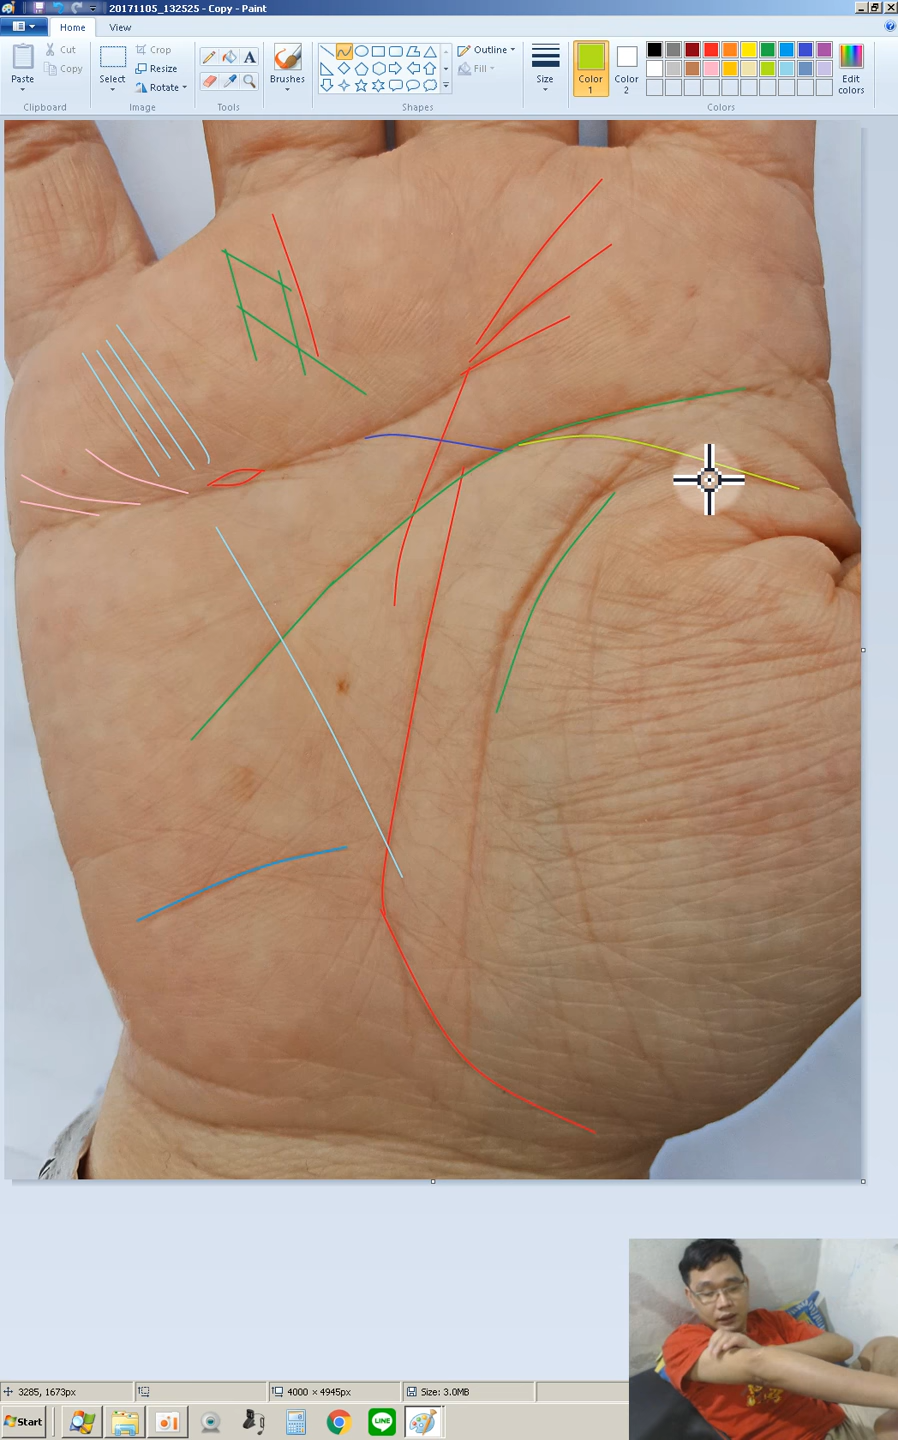 20171105_132525 - Copy - Paint
Home
View
Paste
Cut
Copy
Clipboard
Select
Crop
Resize
Rotate
Image
A
Tools
Brushes
Outline
Fill
Shapes
Size
Color
1
Color
2
Edit
colors
Colors
3285, 1673px
4000 × 4945px
Size: 3.0MB
Start
LINE